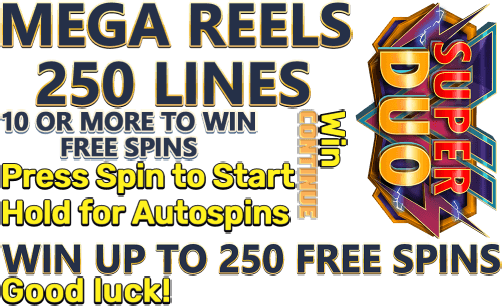 MEGA REELS
250 LINES
10 OR MORE TO WIN
FREE SPINS
Press Spin to Start
Hold for Autospins
WIN UP TO 250 FREE SPINS
Good luck!
Win
CONTINUE
SUPER
DUO